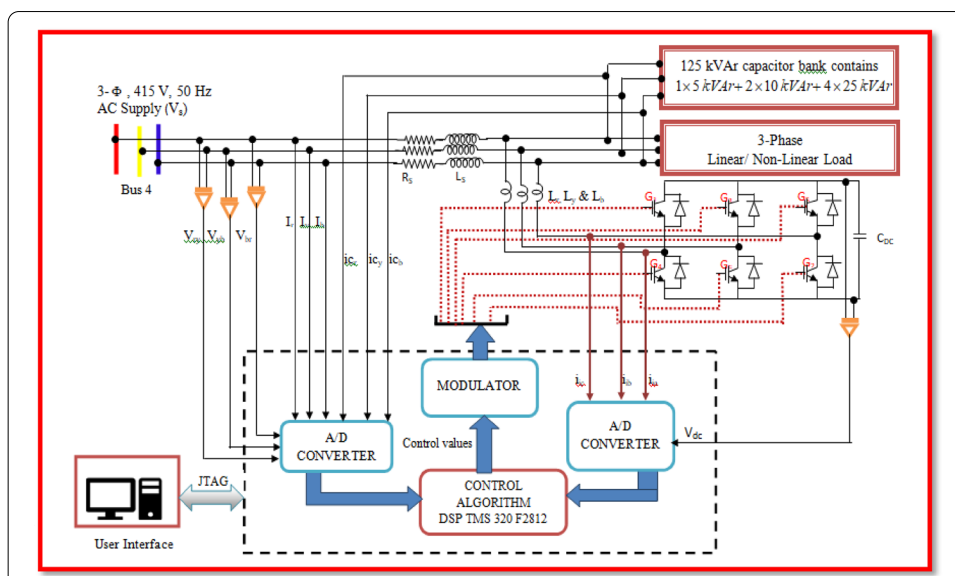 125 kVAr capacitor bank contains
1×5 kVAr+2×10 kVAr+4×25 kVAr
3-Φ , 415 V, 50 Hz
AC Supply (Vs)
3-Phase
Linear/ Non-Linear Load
Bus 4
Rs
Ls
Ly & Lb
CDC
Vbr
icy
icb
MODULATOR
A/D
CONVERTER
Control values
A/D
CONVERTER
Vdc
CONTROL
ALGORITHM
DSP TMS 320 F2812
JTAG
User Interface